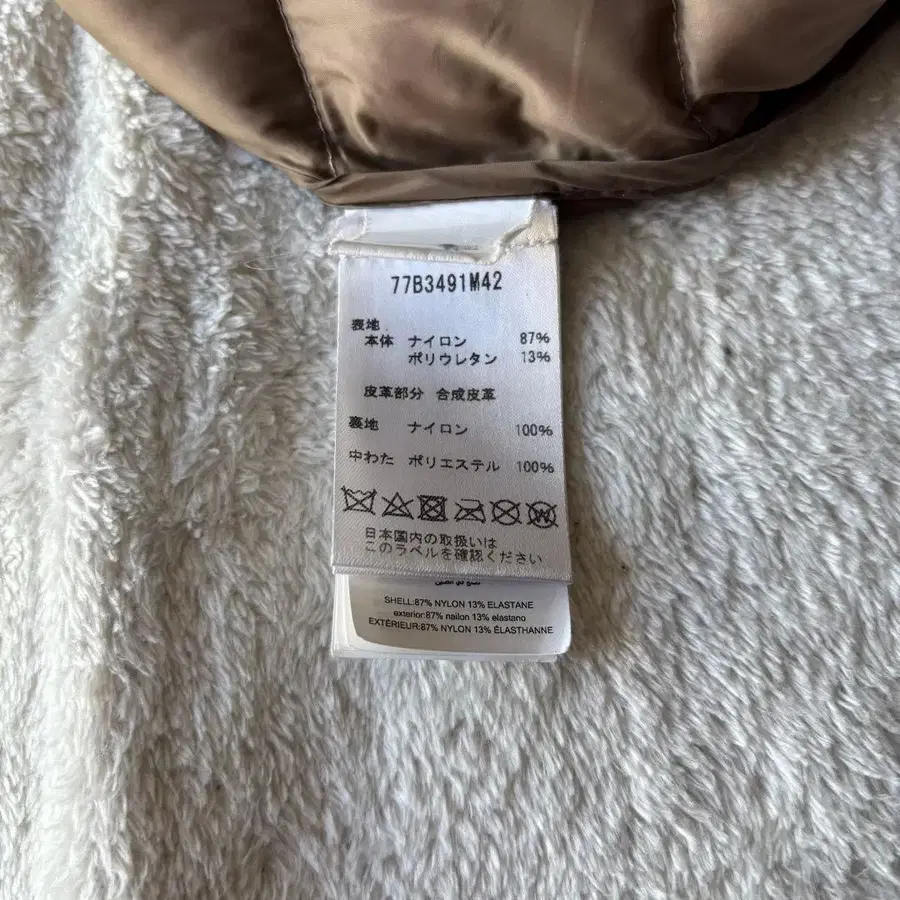 77B3491M42
表地
本体 ナイロン 87%
ポリウレタン 13%
皮革部分 合成皮革
裏地 ナイロン 100%
中わた ポリエステル 100%
日本国内の取扱いは
このラベルを確認ください
SHELL:87% NYLON 13% ELASTANE
exterior:87% nailon 13% elastano
EXTÉRIEUR:87% NYLON 13% ÉLASTHANNE